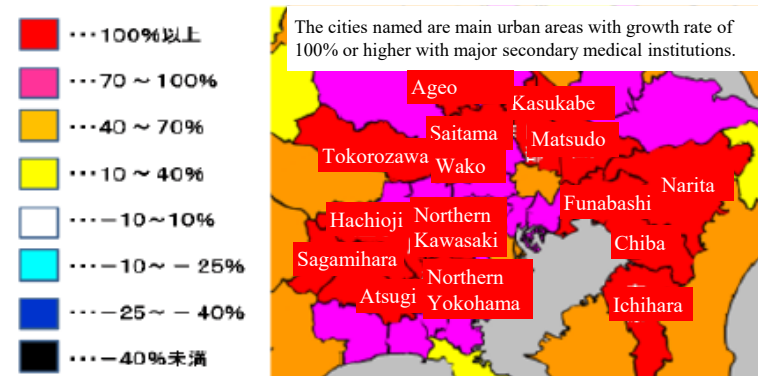 The cities named are main urban areas with growth rate of
100% or higher with major secondary medical institutions.
…100%以上
…70～100%
…40～70%
…10～40%
…－10～10%
…－10～－25%
…－25～－40%
…－40%未満
Ageo
Kasukabe
Saitama
Matsudo
Tokorozawa
Wako
Narita
Funabashi
Hachioji
Northern
Kawasaki
Chiba
Sagamihara
Atsugi
Northern
Yokohama
Ichihara